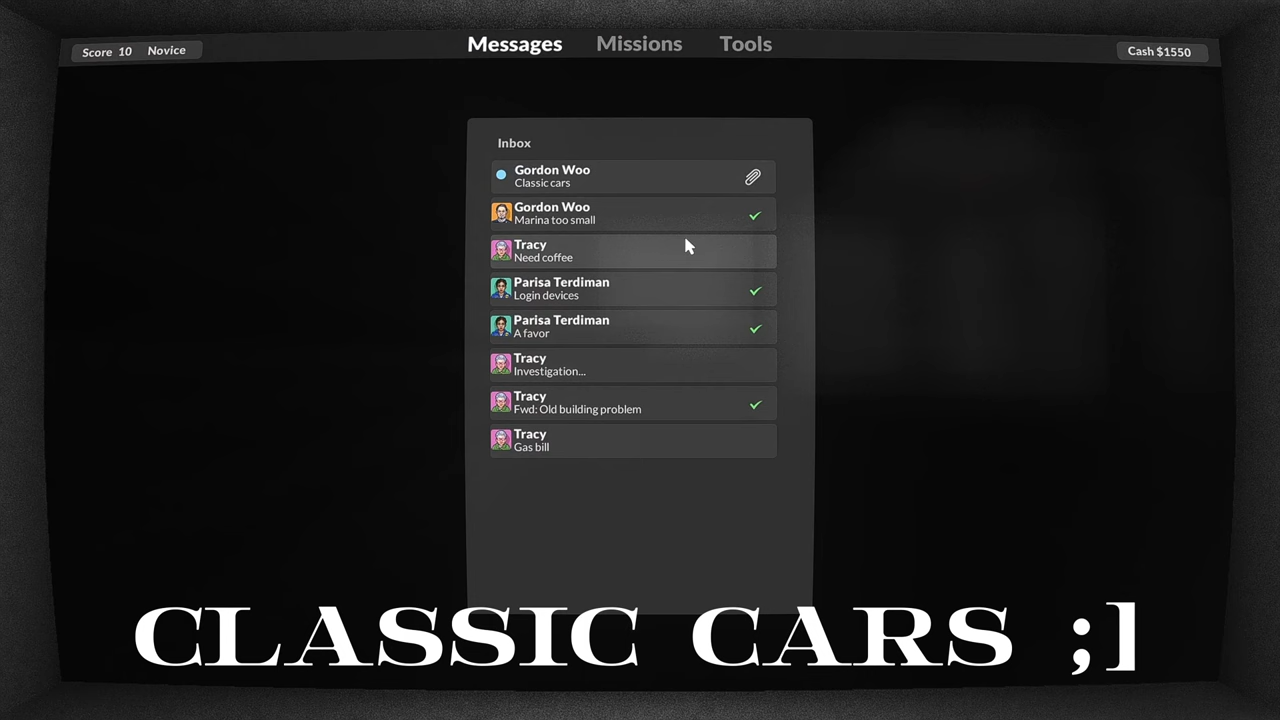 Score 10 Novice
Messages Missions Tools
Cash $1550
Inbox
Gordon Woo
Classic cars
Gordon Woo
Marina too small
Tracy
Need coffee
Parisa Terdiman
Login devices
Parisa Terdiman
A favor
Tracy
Investigation...
Tracy
Fwd: Old building problem
Tracy
Gas bill
CLASSIC CARS ;]